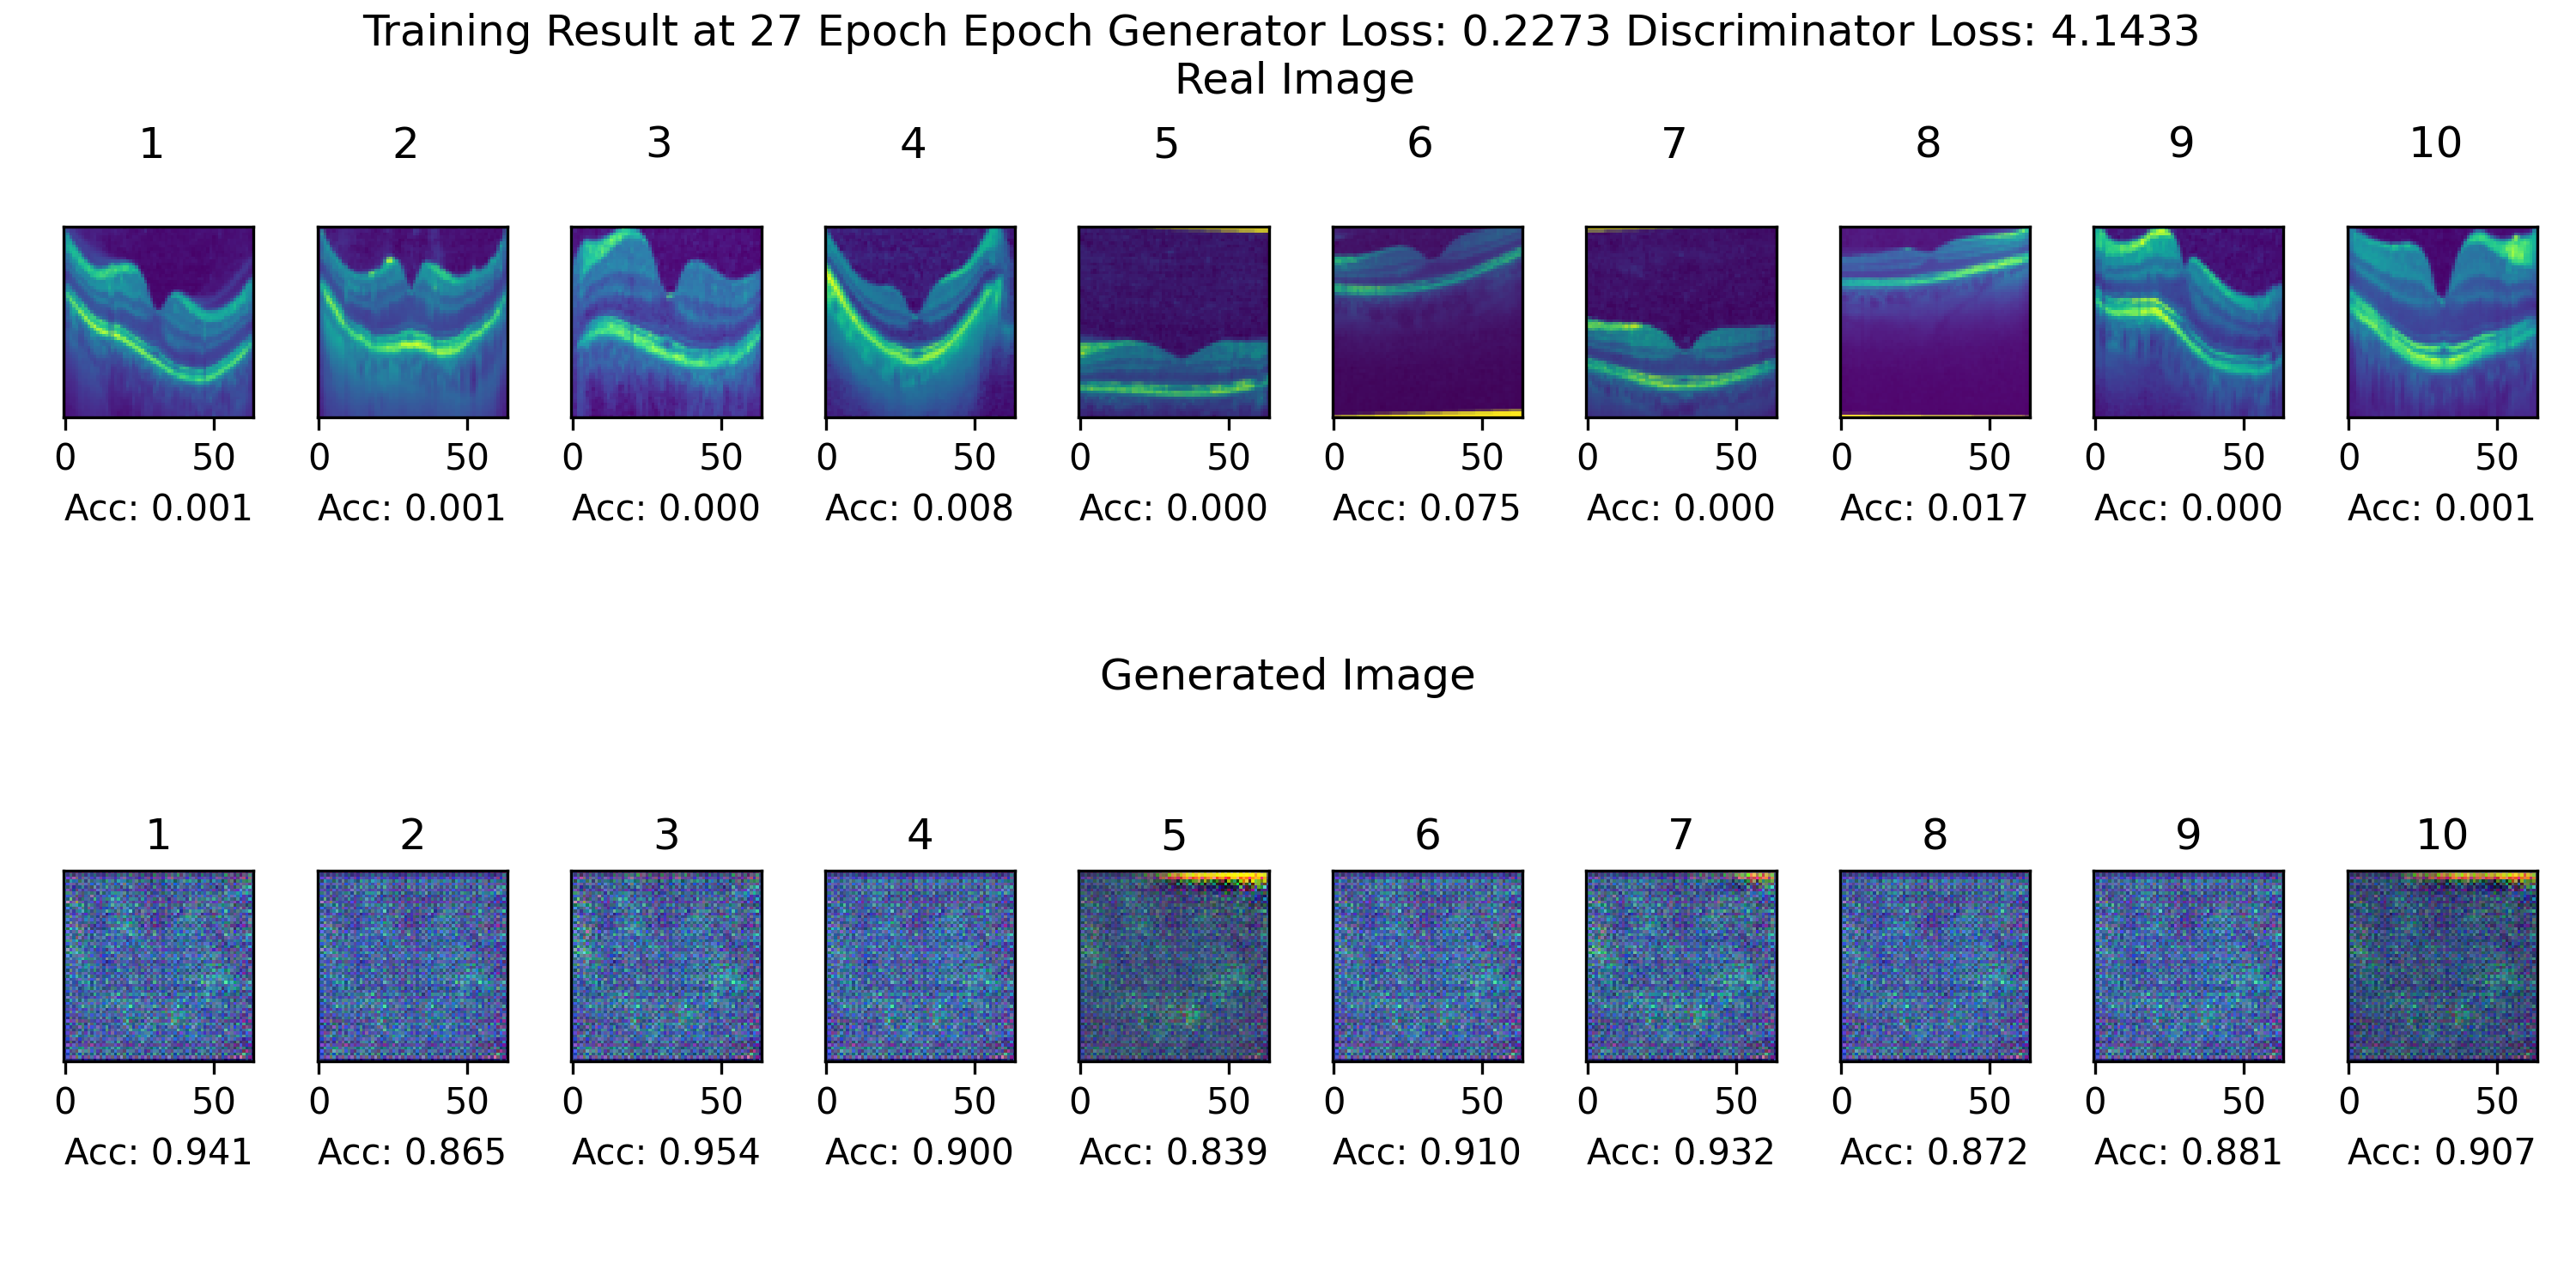 Training Result at 27 Epoch Epoch Generator Loss: 0.2273 Discriminator Loss: 4.1433
Real Image
1 2 3 4 5 6 7 8 9 10
0 50 0 50 0 50 0 50 0 50 0 50 0 50 0 50 0 50 0 50
Acc: 0.001 Acc: 0.001 Acc: 0.000 Acc: 0.008 Acc: 0.000 Acc: 0.075 Acc: 0.000 Acc: 0.017 Acc: 0.000 Acc: 0.001
Generated Image
1 2 3 4 5 6 7 8 9 10
0 50 0 50 0 50 0 50 0 50 0 50 0 50 0 50 0 50 0 50
Acc: 0.941 Acc: 0.865 Acc: 0.954 Acc: 0.900 Acc: 0.839 Acc: 0.910 Acc: 0.932 Acc: 0.872 Acc: 0.881 Acc: 0.907